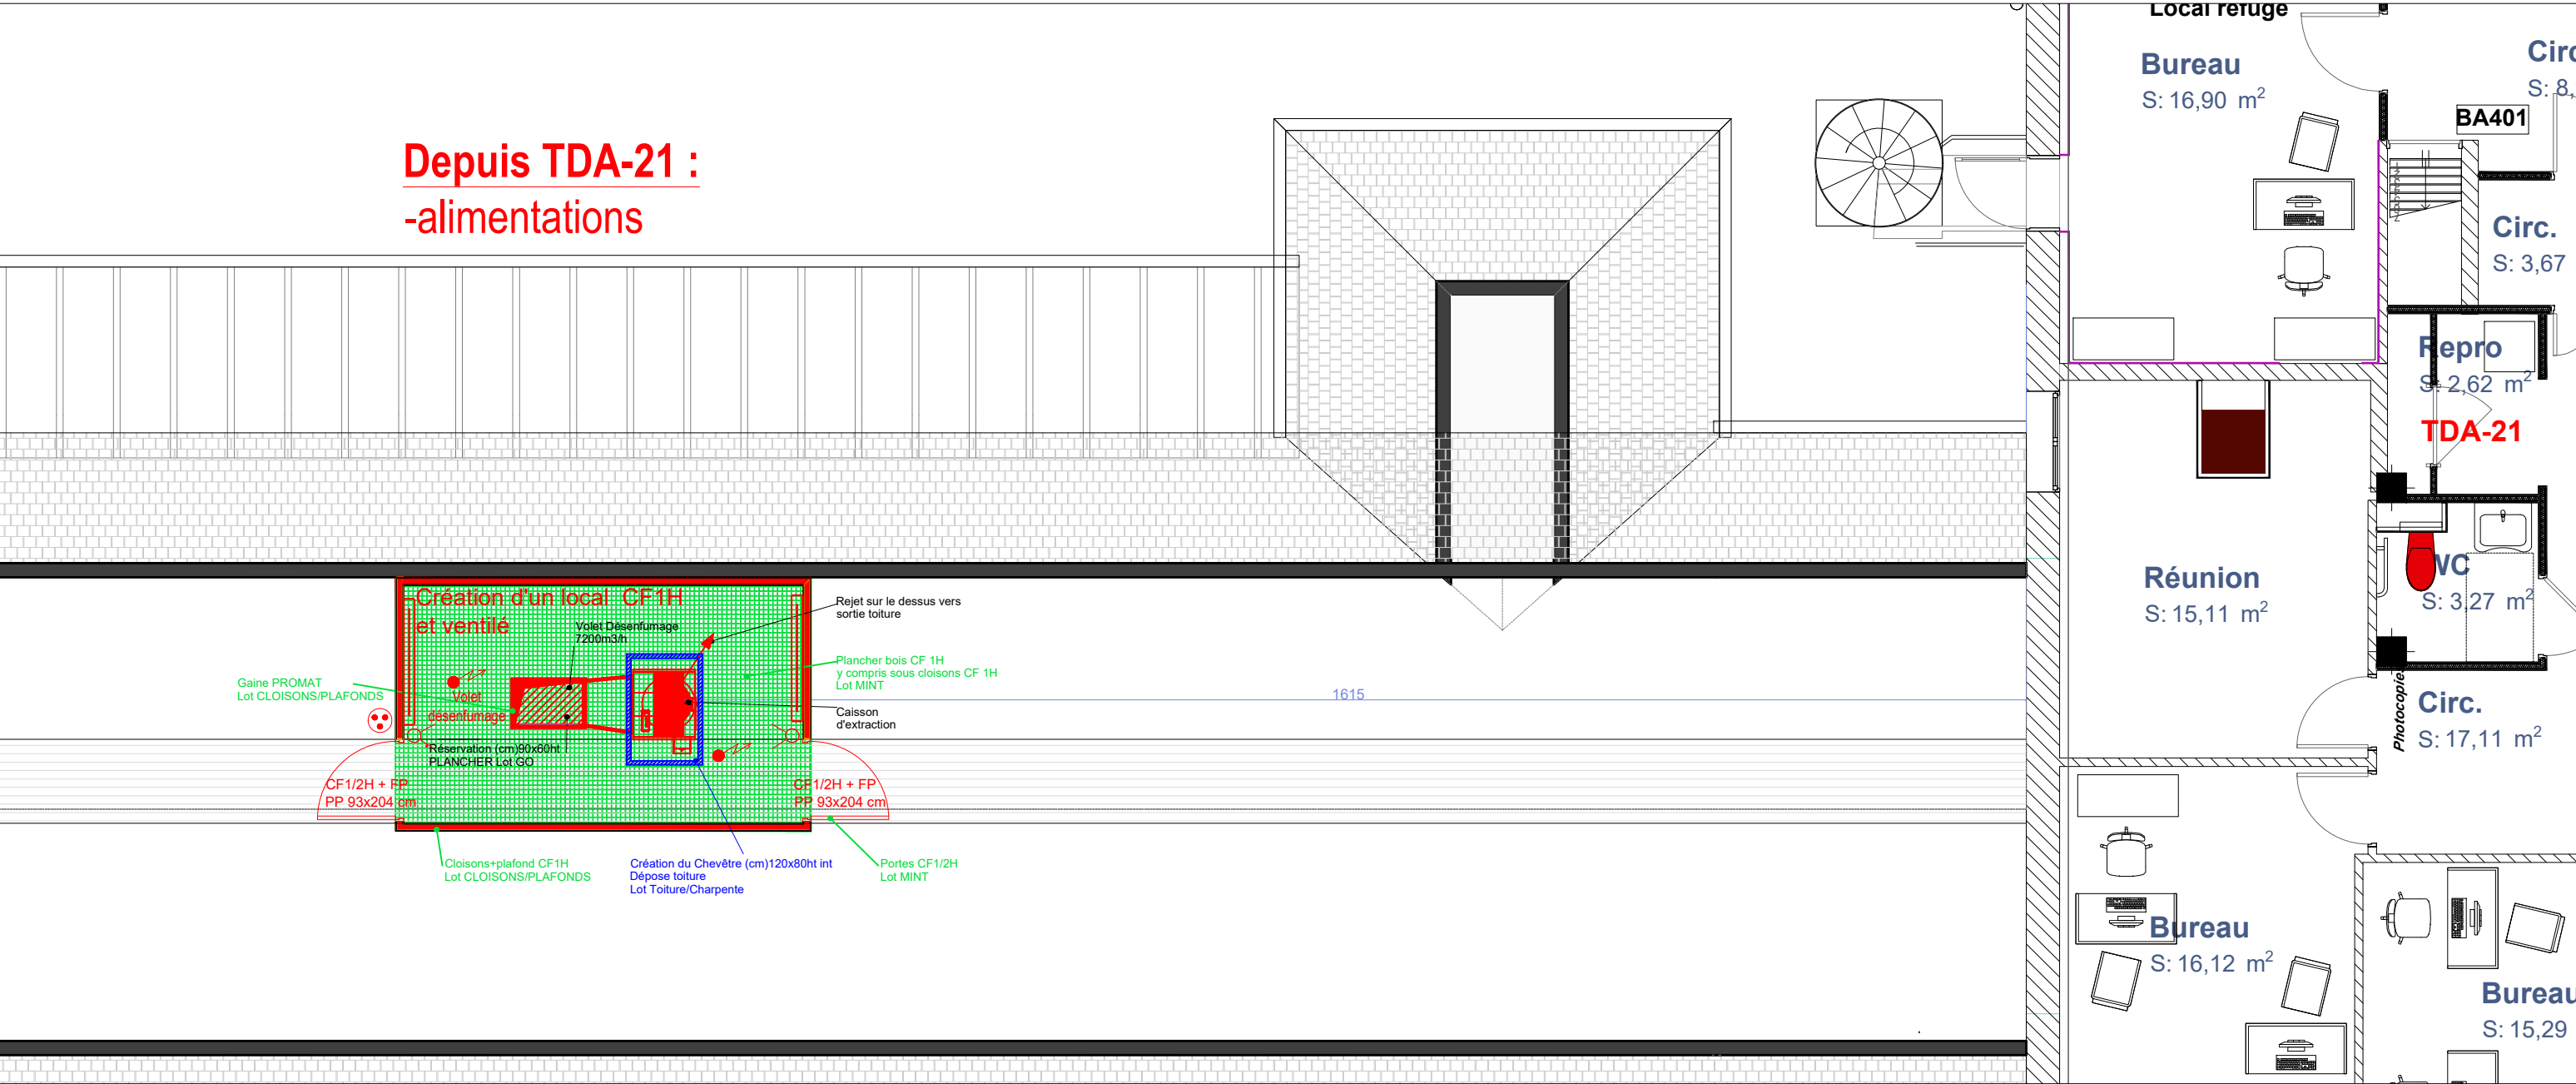 Local refuge
Bureau
S: 16,90 m²
Circ
S: 8,
BA401
Depuis TDA-21 :
-alimentations
Circ.
S: 3,67
Repro
S: 2,62 m²
TDA-21
WC
S: 3,27 m²
Réunion
S: 15,11 m²
Création d'un local CF1H
et ventilé
Volet Désenfumage
7200m3/h
Rejet sur le dessus vers
sortie toiture
Plancher bois CF 1H
y compris sous cloisons CF 1H
Lot MINT
Gaine PROMAT
Lot CLOISONS/PLAFONDS
Volet
désenfumage
1615
Caisson
d'extraction
Réservation (cm)90x60ht
PLANCHER Lot GO
CF1/2H + FP
PP 93x204 cm
CF1/2H + FP
PP 93x204 cm
Photocopie
Circ.
S: 17,11 m²
Cloisons+plafond CF1H
Lot CLOISONS/PLAFONDS
Création du Chevêtre (cm)120x80ht int
Dépose toiture
Lot Toiture/Charpente
Portes CF1/2H
Lot MINT
Bureau
S: 16,12 m²
Bureau
S: 15,29